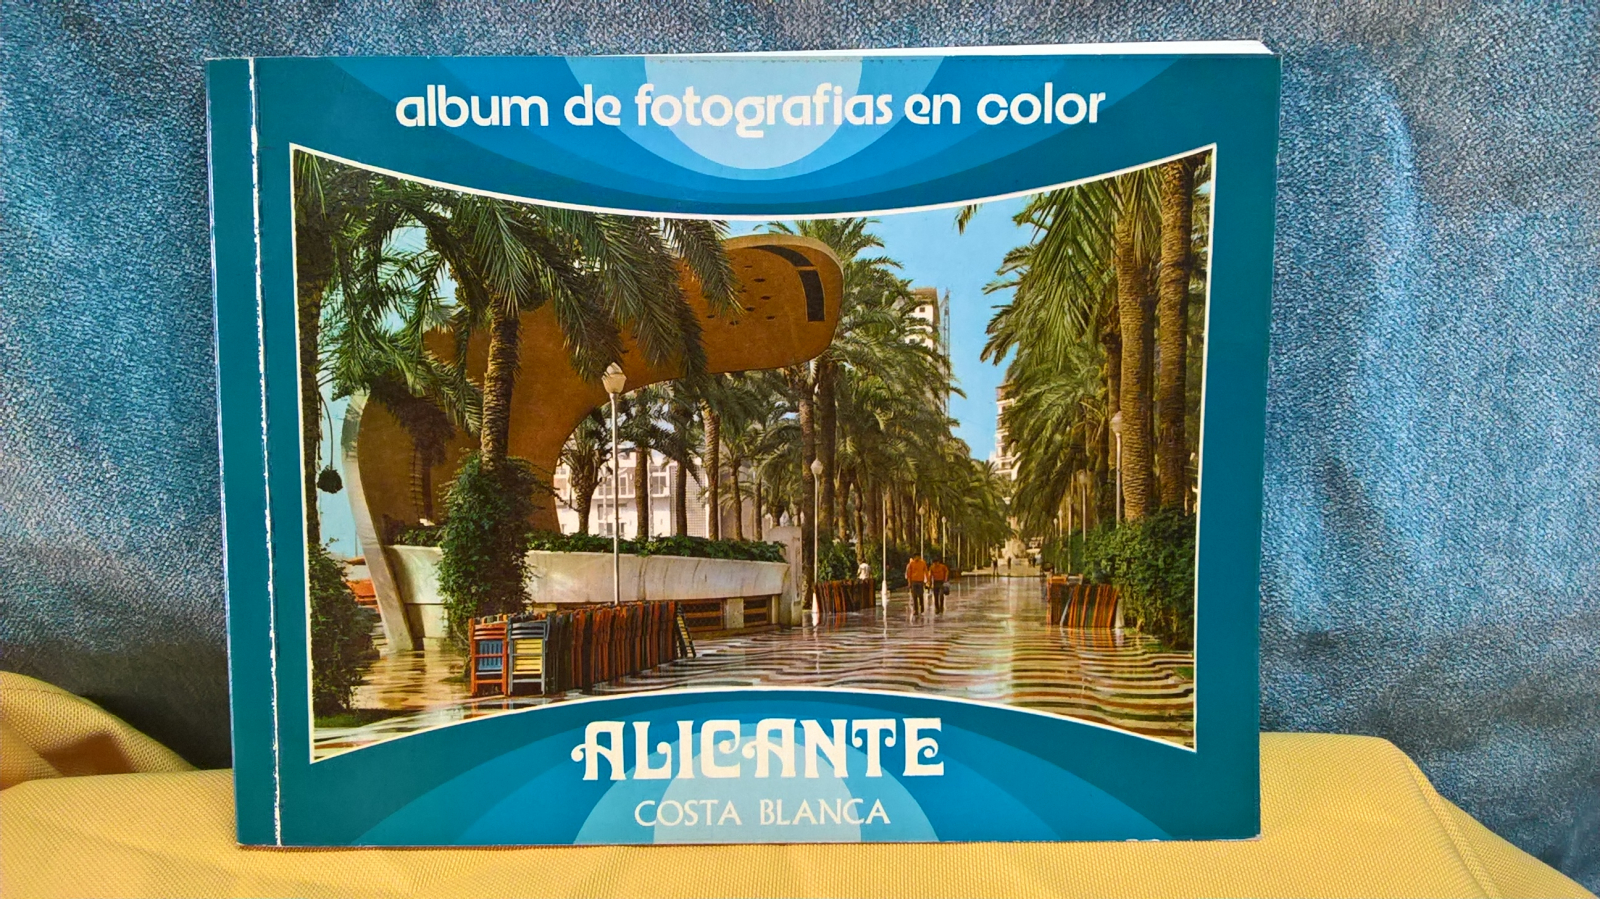 album de fotografias en color
ALICANTE
COSTA BLANCA